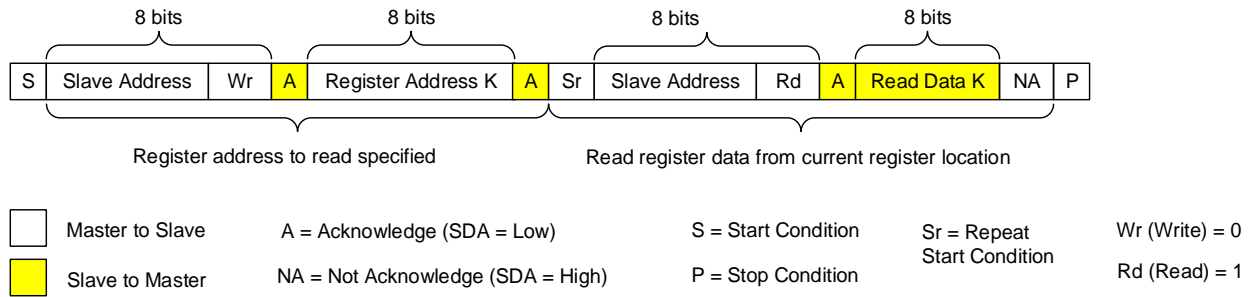 8 bits 8 bits 8 bits 8 bits
S Slave Address Wr A Register Address K A Sr Slave Address Rd A Read Data K NA P
Register address to read specified Read register data from current register location
Master to Slave A = Acknowledge (SDA = Low) S = Start Condition Sr = Repeat Wr (Write) = 0
Start Condition
Slave to Master NA = Not Acknowledge (SDA = High) P = Stop Condition Rd (Read) = 1